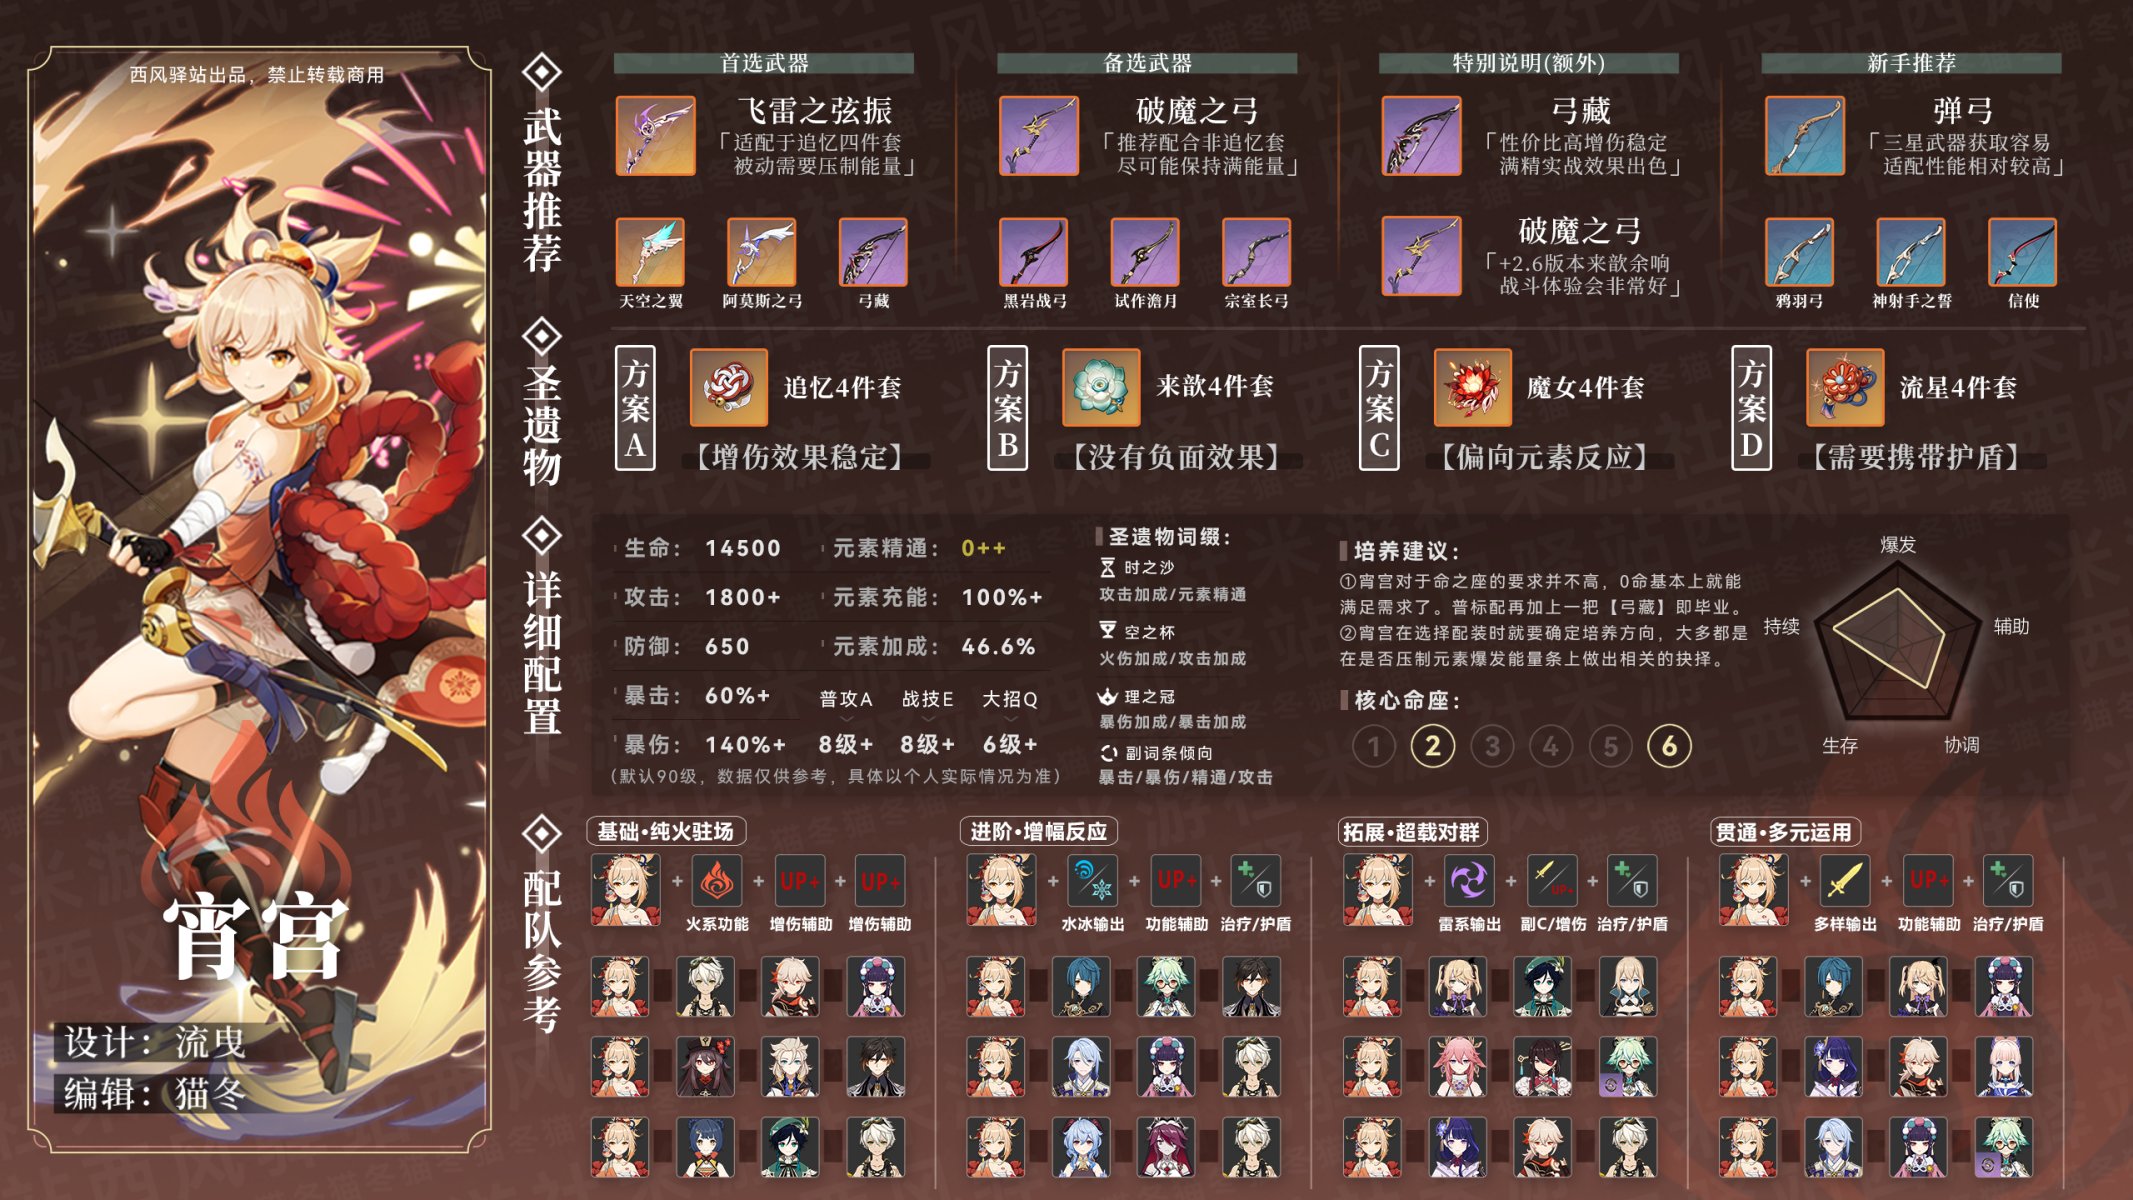 西风驿站出品，禁止转载商用
宵宫
设计：流曳
编辑：猫冬
武器推荐
首选武器
飞雷之弦振
「适配于追忆四件套
被动需要压制能量」
天空之翼
阿莫斯之弓
弓藏
备选武器
破魔之弓
「推荐配合非追忆套
尽可能保持满能量」
黑岩战弓
试作澹月
宗室长弓
特别说明(额外)
弓藏
「性价比高增伤稳定
满精实战效果出色」
破魔之弓
「+2.6版本来歆余响
战斗体验会非常好」
新手推荐
弹弓
「三星武器获取容易
适配性能相对较高」
鸦羽弓
神射手之誓
信使
圣遗物
方案A
追忆4件套
【增伤效果稳定】
方案B
来歆4件套
【没有负面效果】
方案C
魔女4件套
【偏向元素反应】
方案D
流星4件套
【需要携带护盾】
详细配置
生命： 14500
元素精通： 0++
攻击： 1800+
元素充能： 100%+
防御： 650
元素加成： 46.6%
暴击： 60%+
普攻A 战技E 大招Q
暴伤： 140%+
8级+ 8级+ 6级+
(默认90级，数据仅供参考，具体以个人实际情况为准)
圣遗物词缀：
时之沙
攻击加成/元素精通
空之杯
火伤加成/攻击加成
理之冠
暴伤加成/暴击加成
副词条倾向
暴击/暴伤/精通/攻击
培养建议：
①宵宫对于命之座的要求并不高，0命基本上就能
满足需求了。普标配再加上一把【弓藏】即毕业。
②宵宫在选择配装时就要确定培养方向，大多都是
在是否压制元素爆发能量条上做出相关的抉择。
核心命座：
1 2 3 4 5 6
爆发
持续
辅助
生存
协调
配队参考
基础·纯火驻场
+ + UP+ + UP+
火系功能 增伤辅助 增伤辅助
进阶·增幅反应
+ + UP+ +
水冰输出 功能辅助 治疗/护盾
拓展·超载对群
+ + UP+ +
雷系输出 副C/增伤 治疗/护盾
贯通·多元运用
+ + UP+ +
多样输出 功能辅助 治疗/护盾